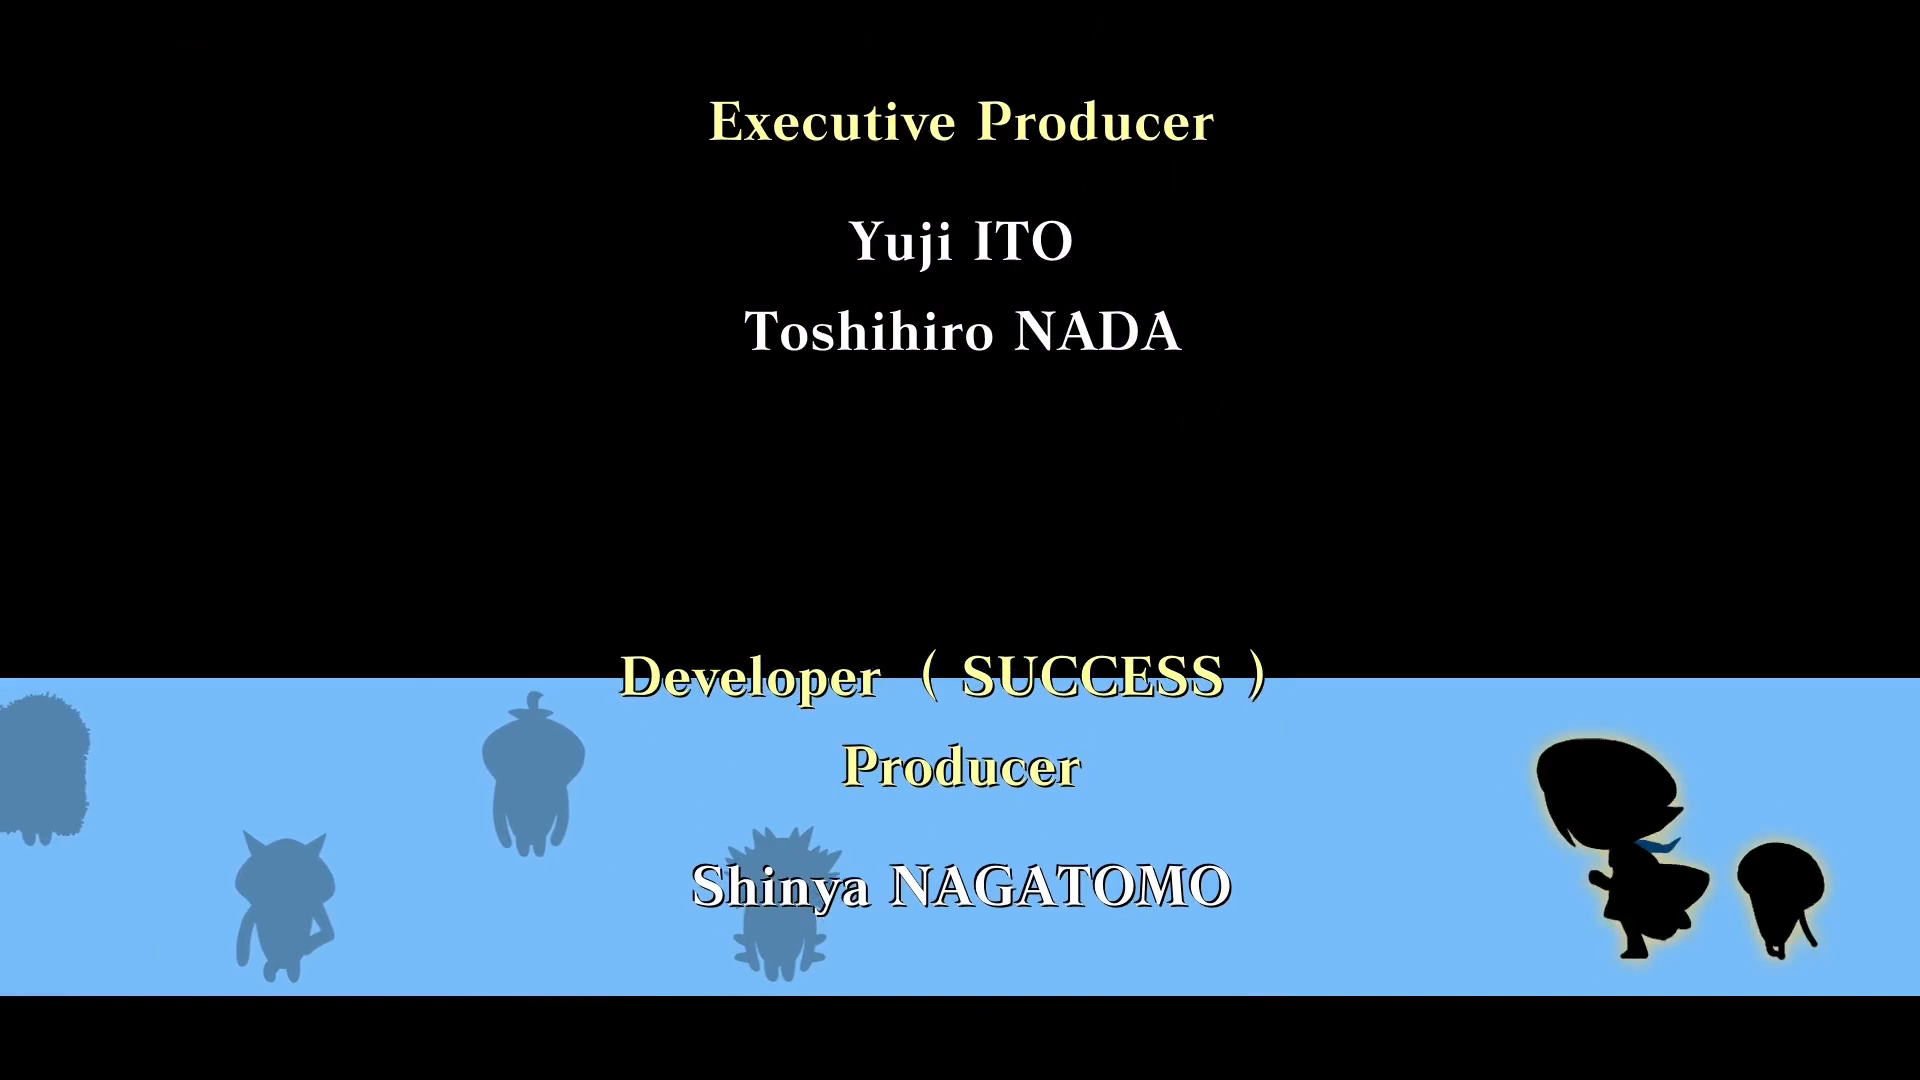 Executive Producer
Yuji ITO
Toshihiro NADA
Developer ( SUCCESS )
Producer
Shinya NAGATOMO